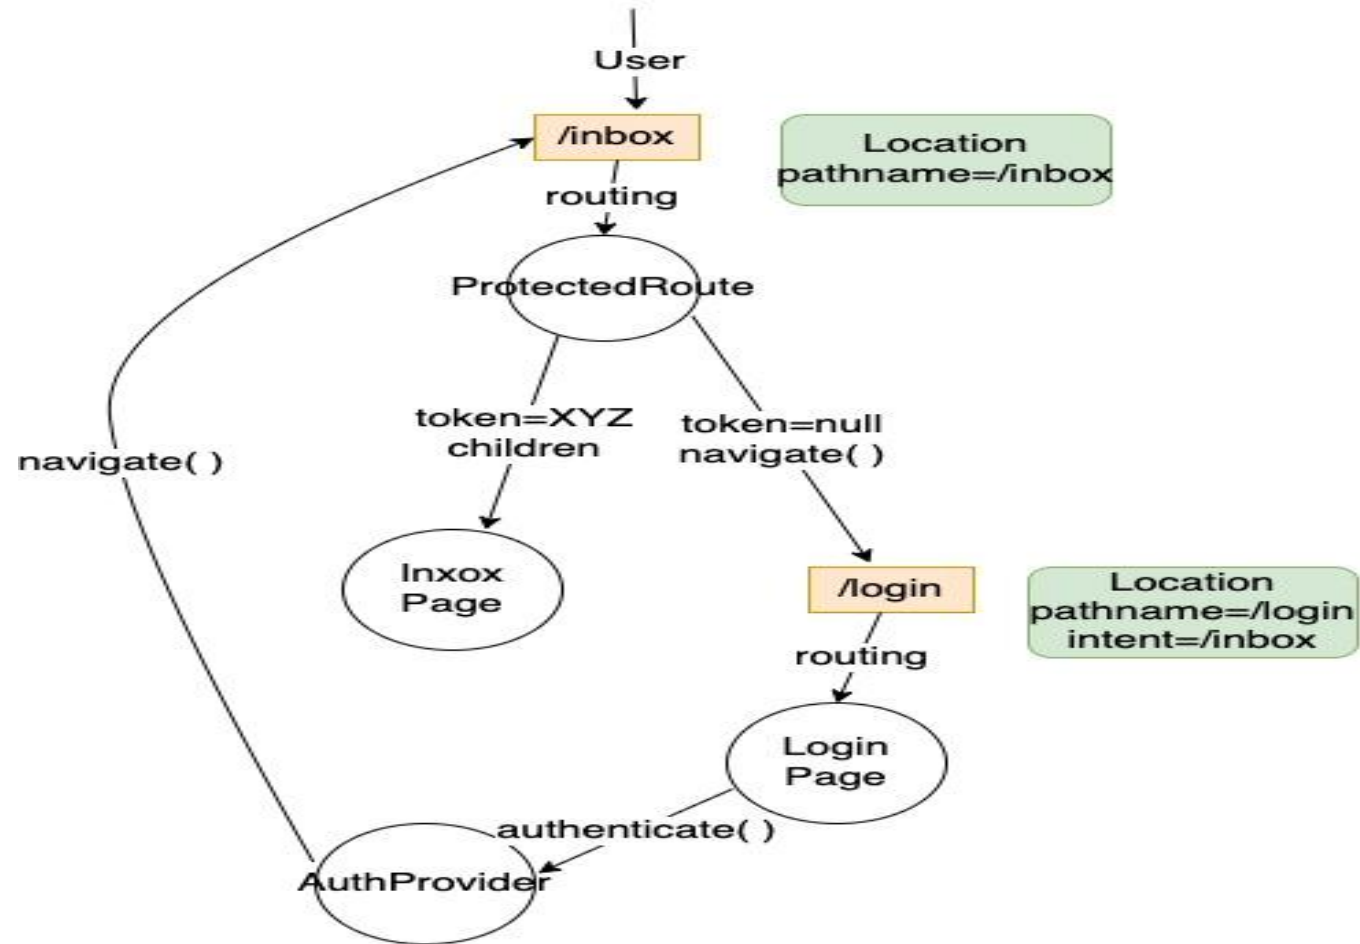 User
/inbox
Location
pathname=/inbox
routing
ProtectedRoute
token=XYZ
children
token=null
navigate( )
navigate( )
Inxox
Page
/login
Location
pathname=/login
intent=/inbox
routing
Login
Page
authenticate( )
AuthProvider